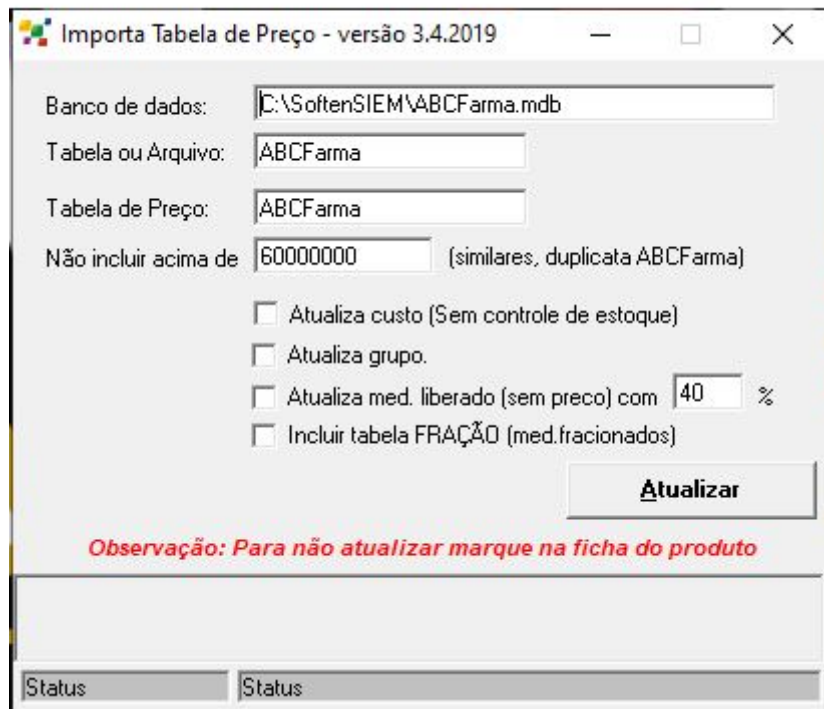 Importa Tabela de Preço - versão 3.4.2019
Banco de dados: C:\SoftenSIEM\ABCFarma.mdb
Tabela ou Arquivo: ABCFarma
Tabela de Preço: ABCFarma
Não incluir acima de 60000000 (similares, duplicata ABCFarma)
Atualiza custo (Sem controle de estoque)
Atualiza grupo.
Atualiza med. liberado (sem preco) com 40 %
Incluir tabela FRAÇÃO (med.fracionados)
Atualizar
Observação: Para não atualizar marque na ficha do produto
Status Status